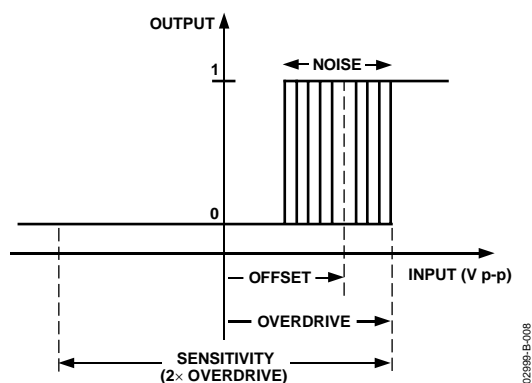 OUTPUT
NOISE
1
0
INPUT (V p-p)
OFFSET
OVERDRIVE
SENSITIVITY
(2× OVERDRIVE)
02999-B-008